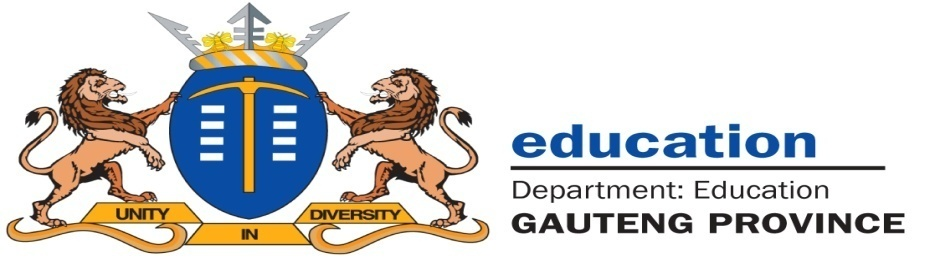 UNITY
IN
DIVERSITY
education
Department: Education
GAUTENG PROVINCE